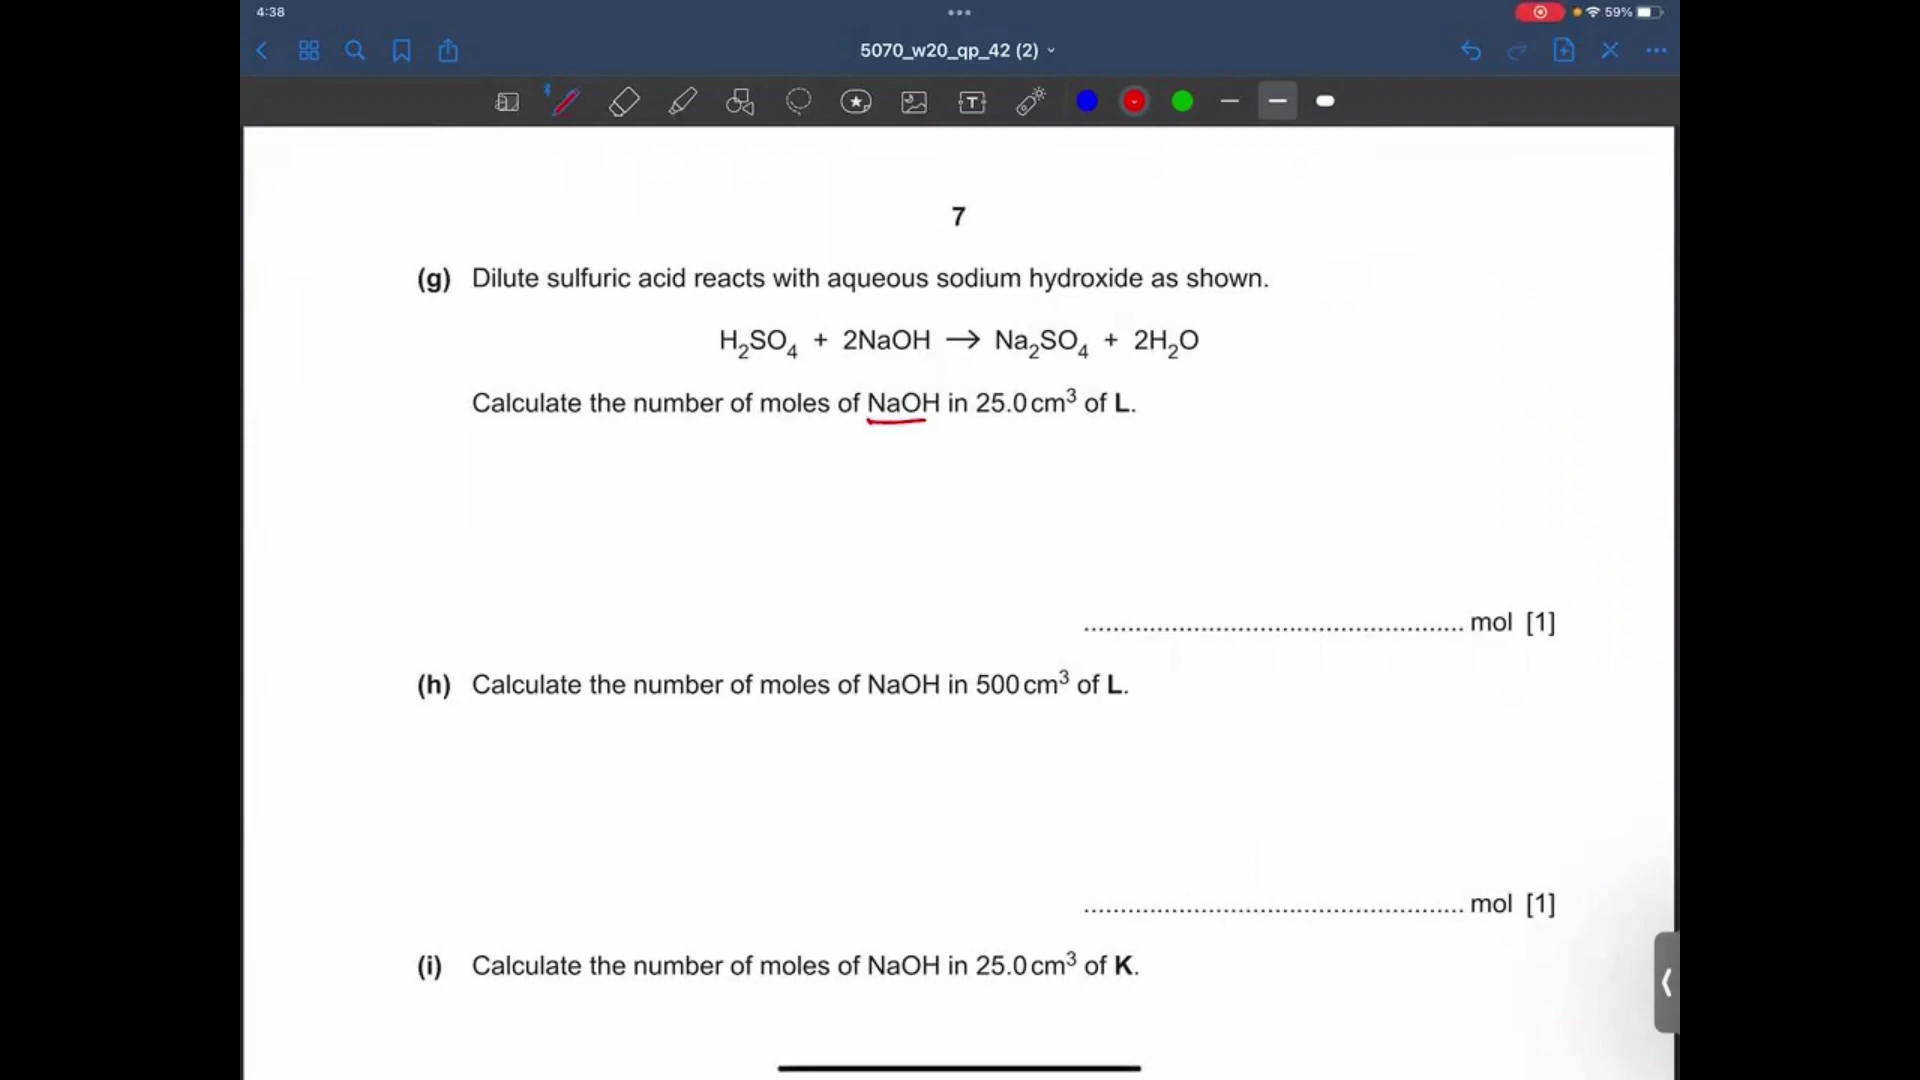 4:38
59%
5070_w20_qp_42 (2)
T
7
(g) Dilute sulfuric acid reacts with aqueous sodium hydroxide as shown.
H₂SO₄ + 2NaOH → Na₂SO₄ + 2H₂O
Calculate the number of moles of NaOH in 25.0 cm³ of L.
.................................................... mol [1]
(h) Calculate the number of moles of NaOH in 500 cm³ of L.
.................................................... mol [1]
(i) Calculate the number of moles of NaOH in 25.0 cm³ of K.